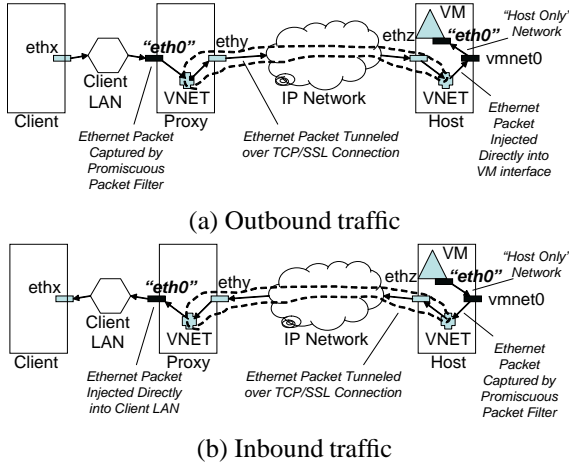 VM
"Host Only"
Network
ethx
"eth0"
ethy
ethz
"eth0"
vmnet0
Client
LAN
VNET
IP Network
VNET
Client
Proxy
Host
Ethernet Packet
Captured by
Promiscuous
Packet Filter
Ethernet Packet Tunneled
over TCP/SSL Connection
Ethernet
Packet
Injected
Directly into
VM interface
(a) Outbound traffic
VM
"Host Only"
Network
ethx
"eth0"
ethy
ethz
"eth0"
vmnet0
Client
LAN
VNET
IP Network
VNET
Client
Proxy
Host
Ethernet Packet
Injected Directly
into Client LAN
Ethernet Packet Tunneled
over TCP/SSL Connection
Ethernet
Packet
Captured by
Promiscuous
Packet Filter
(b) Inbound traffic